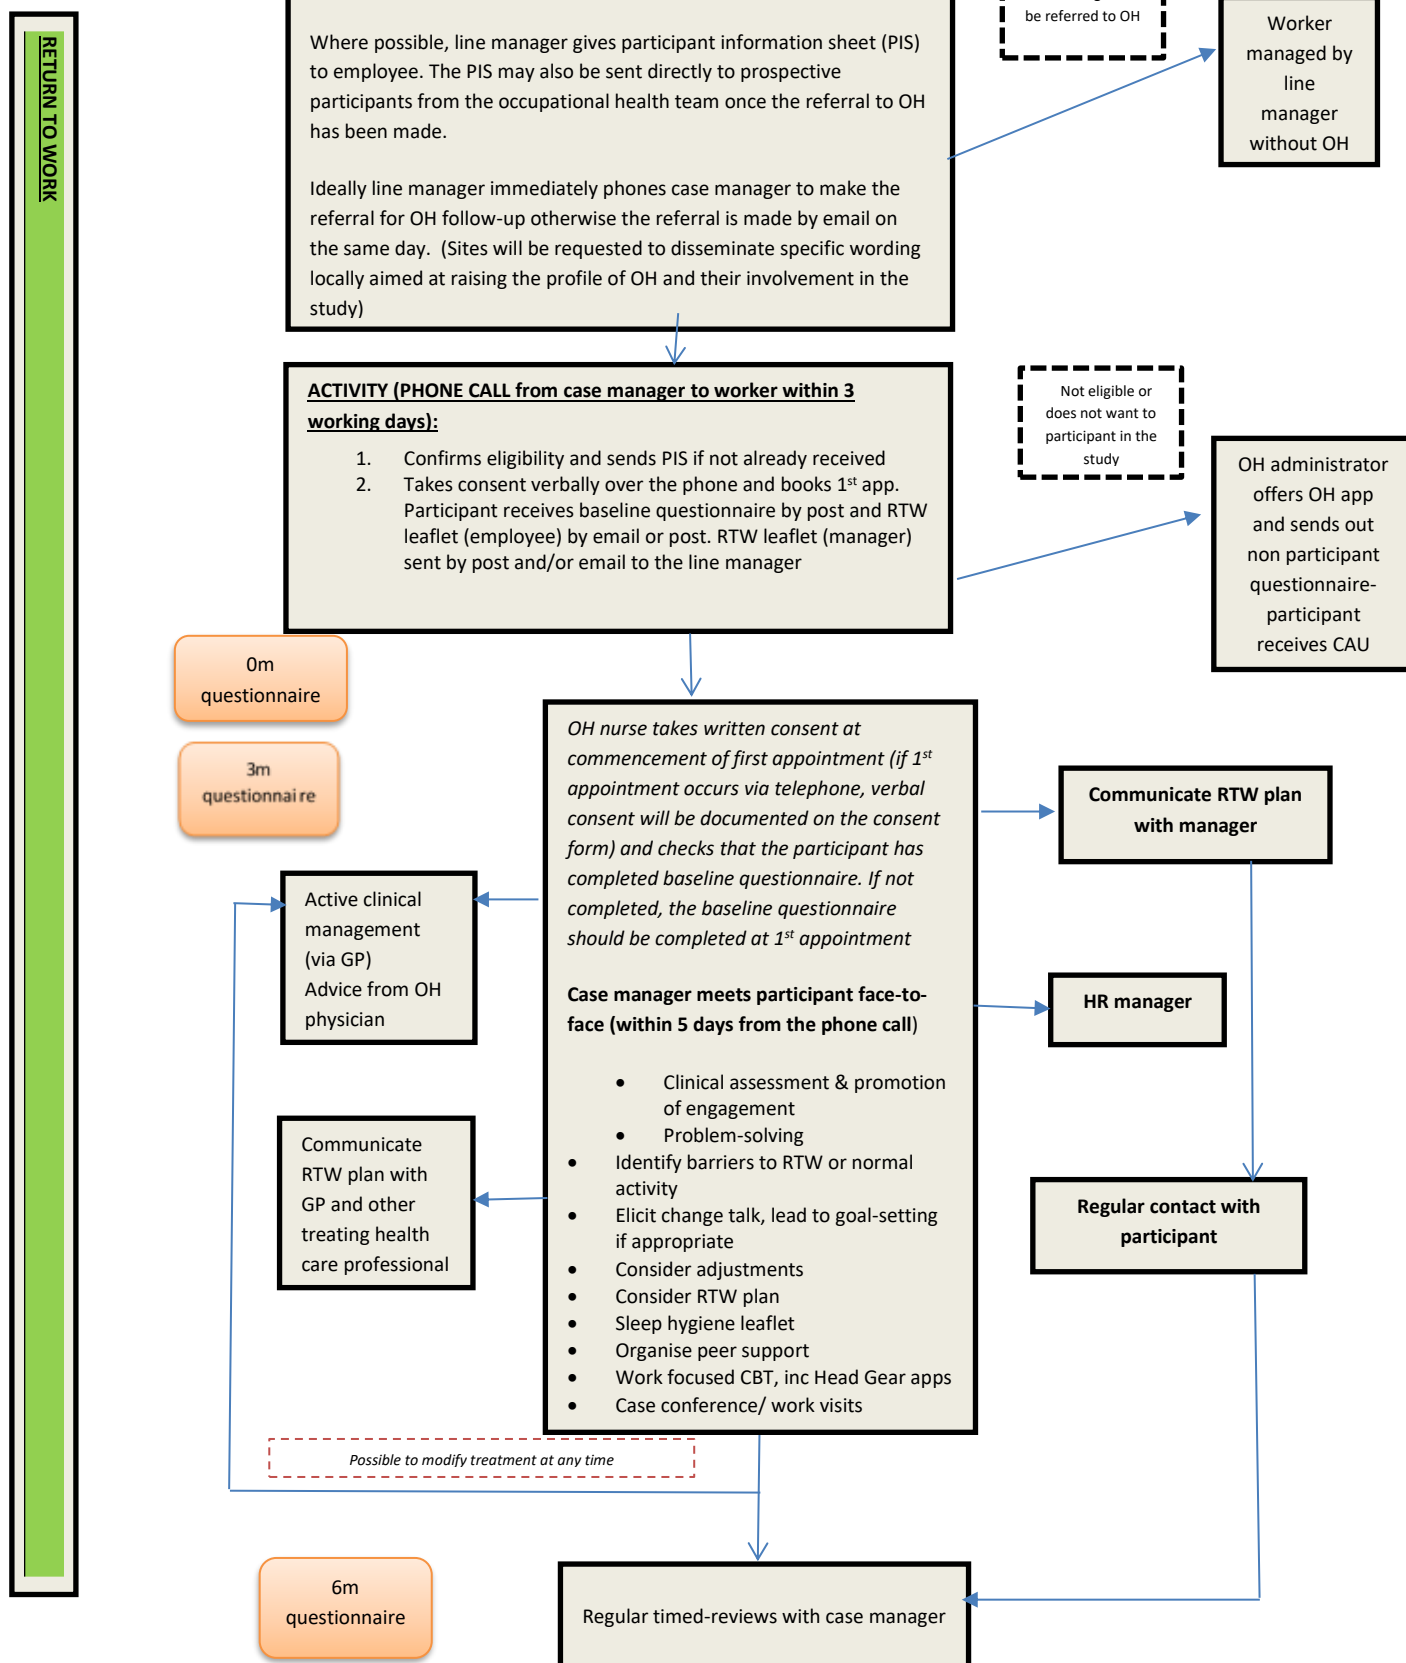 RETURN TO WORK
be referred to OH
Worker
managed by
line
manager
without OH
Where possible, line manager gives participant information sheet (PIS)
to employee. The PIS may also be sent directly to prospective
participants from the occupational health team once the referral to OH
has been made.
Ideally line manager immediately phones case manager to make the
referral for OH follow-up otherwise the referral is made by email on
the same day.  (Sites will be requested to disseminate specific wording
locally aimed at raising the profile of OH and their involvement in the
study)
ACTIVITY (PHONE CALL from case manager to worker within 3
working days):
1. Confirms eligibility and sends PIS if not already received
2. Takes consent verbally over the phone and books 1st app.
Participant receives baseline questionnaire by post and RTW
leaflet (employee) by email or post. RTW leaflet (manager)
sent by post and/or email to the line manager
Not eligible or
does not want to
participant in the
study
OH administrator
offers OH app
and sends out
non participant
questionnaire-
participant
receives CAU
0m
questionnaire
3m
questionnaire
OH nurse takes written consent at
commencement of first appointment (if 1st
appointment occurs via telephone, verbal
consent will be documented on the consent
form) and checks that the participant has
completed baseline questionnaire. If not
completed, the baseline questionnaire
should be completed at 1st appointment
Case manager meets participant face-to-
face (within 5 days from the phone call)
• Clinical assessment & promotion
of engagement
• Problem-solving
• Identify barriers to RTW or normal
activity
• Elicit change talk, lead to goal-setting
if appropriate
• Consider adjustments
• Consider RTW plan
• Sleep hygiene leaflet
• Organise peer support
• Work focused CBT, inc Head Gear apps
• Case conference/ work visits
Communicate RTW plan
with manager
Active clinical
management
(via GP)
Advice from OH
physician
HR manager
Communicate
RTW plan with
GP and other
treating health
care professional
Regular contact with
participant
Possible to modify treatment at any time
6m
questionnaire
Regular timed-reviews with case manager